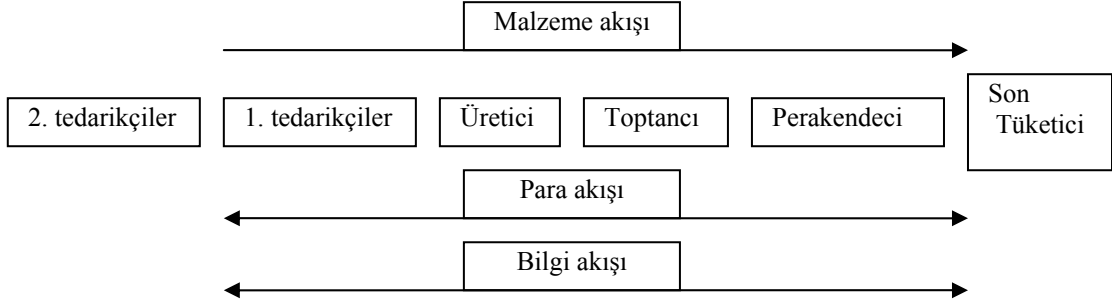 Malzeme akışı
2. tedarikçiler
1. tedarikçiler
Üretici
Toptancı
Perakendeci
Son
Tüketici
Para akışı
Bilgi akışı